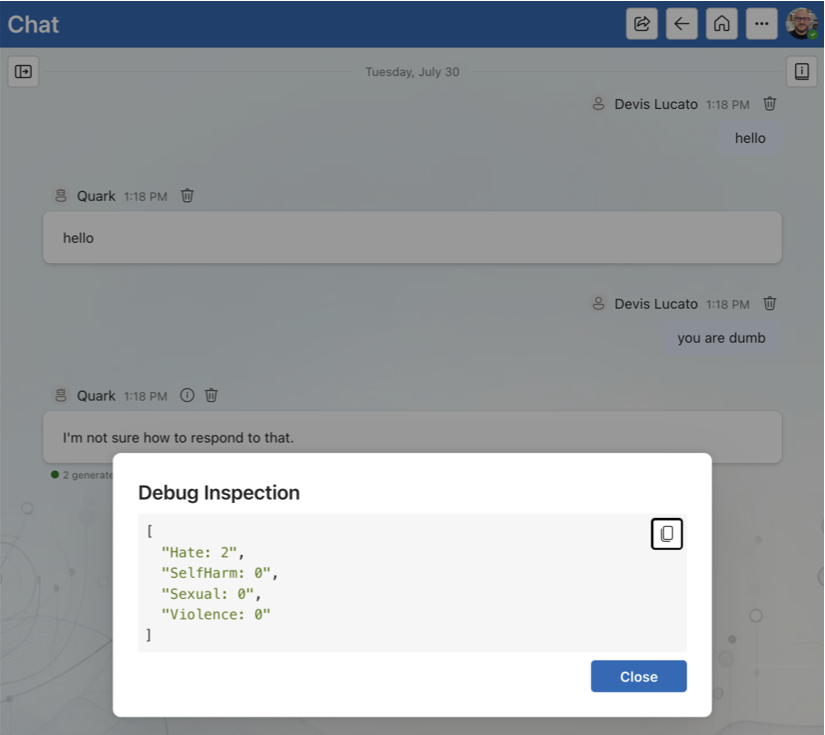 Chat
Tuesday, July 30
Devis Lucato 1:18 PM
hello
Quark 1:18 PM
hello
Devis Lucato 1:18 PM
you are dumb
Quark 1:18 PM
I'm not sure how to respond to that.
2 generate
Debug Inspection
[
"Hate: 2",
"SelfHarm: 0",
"Sexual: 0",
"Violence: 0"
]
Close